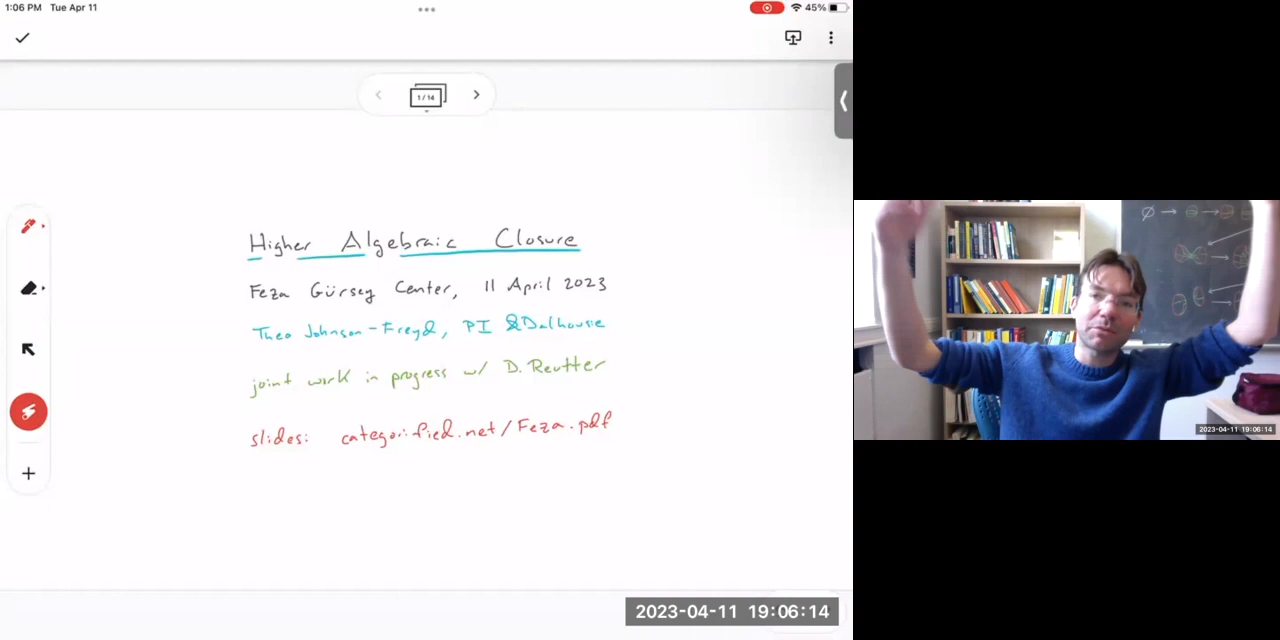 1:06 PM Tue Apr 11
45%
1 / 14
Higher Algebraic Closure
Feza Gürsey Center, 11 April 2023
Theo Johnson-Freyd, PI & Dalhousie
joint work in progress w/ D. Reutter
slides: categorified.net/Feza.pdf
2023-04-11 19:06:14
2023-04-11 19:06:14